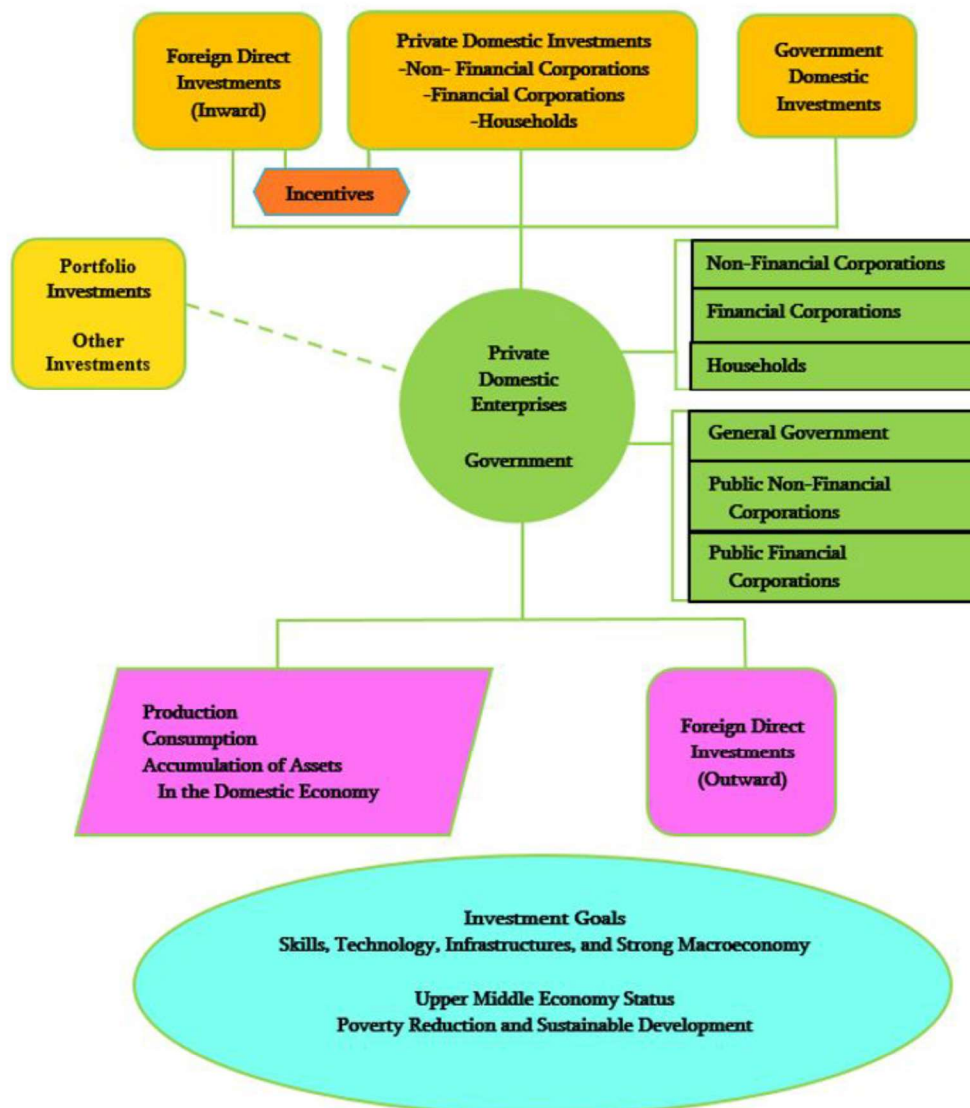 Foreign Direct
Investments
(Inward)
Private Domestic Investments
-Non- Financial Corporations
-Financial Corporations
-Households
Government
Domestic
Investments
Incentives
Portfolio
Investments
Other
Investments
Private
Domestic
Enterprises
Government
Non-Financial Corporations
Financial Corporations
Households
General Government
Public Non-Financial
Corporations
Public Financial
Corporations
Production
Consumption
Accumulation of Assets
In the Domestic Economy
Foreign Direct
Investments
(Outward)
Investment Goals
Skills, Technology, Infrastructures, and Strong Macroeconomy
Upper Middle Economy Status
Poverty Reduction and Sustainable Development